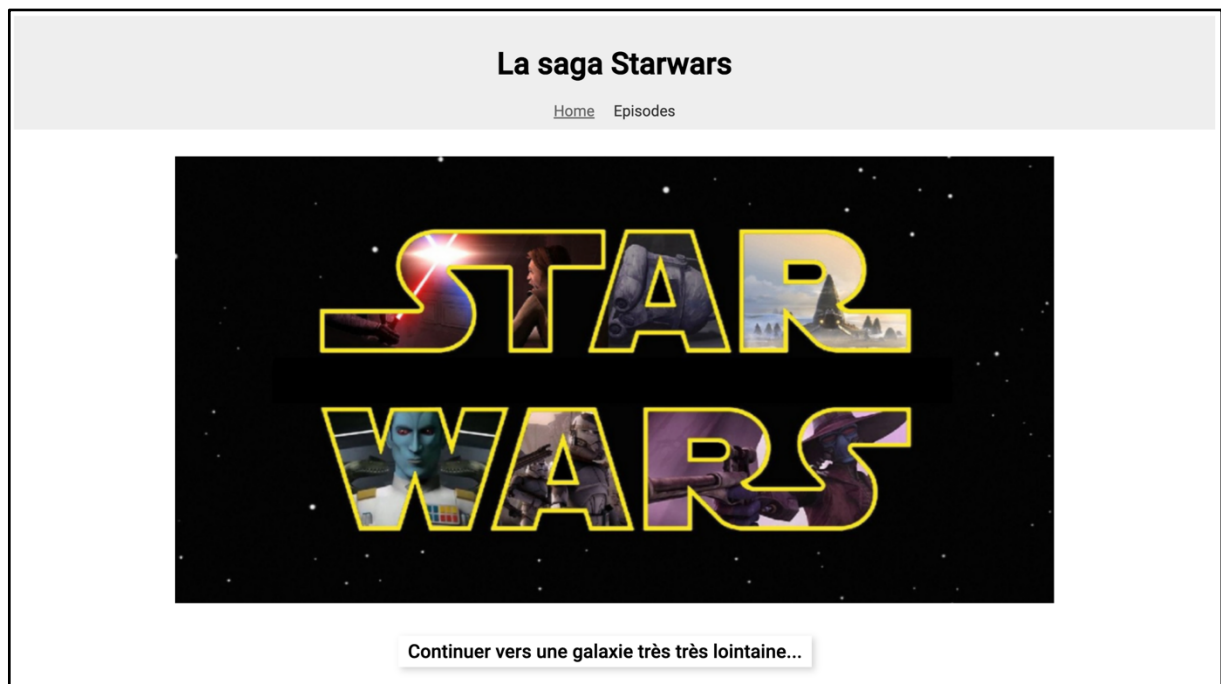 La saga Starwars
Home Episodes
STAR
WARS
Continuer vers une galaxie très très lointaine...